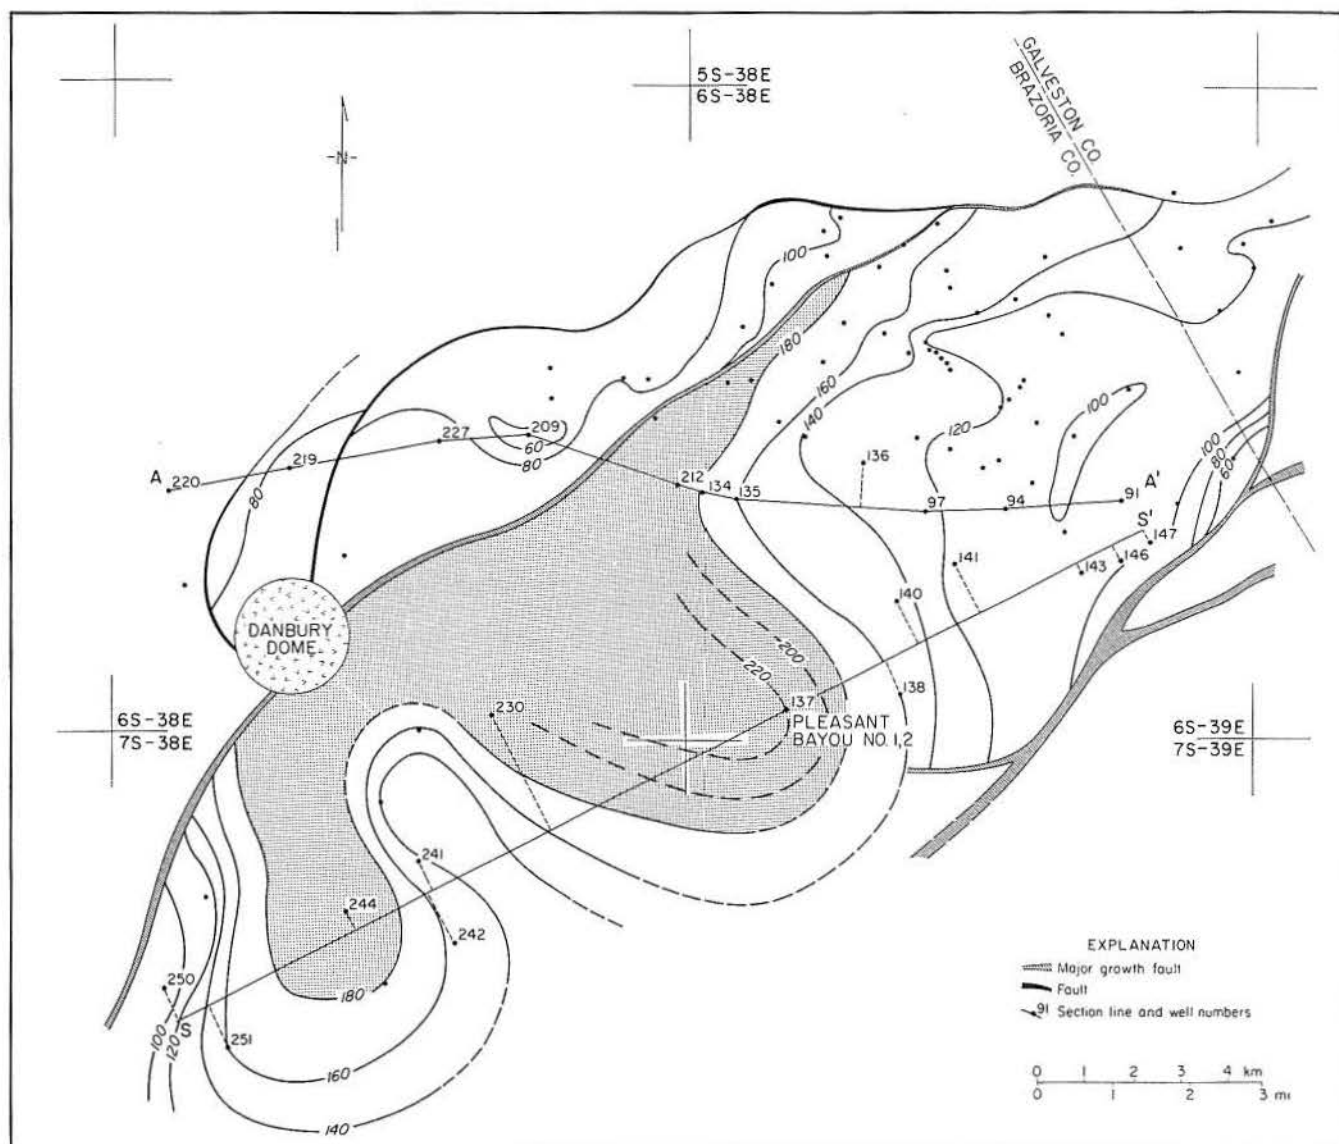 5S-38E
6S-38E
GALVESTON CO.
BRAZORIA CO.
-N-
100
180
160
140
120
100
100
80
60
A
220
219
227
209
60
80
80
212
134
135
136
97
94
91
A'
S'
147
146
143
141
140
138
DANBURY
DOME
200
220
137
PLEASANT
BAYOU NO. 1,2
230
6S-38E
7S-38E
6S-39E
7S-39E
241
242
244
250
251
S
180
160
140
100
120
EXPLANATION
Major growth fault
Fault
91 Section line and well numbers
0 1 2 3 4 km
0 1 2 3 mi